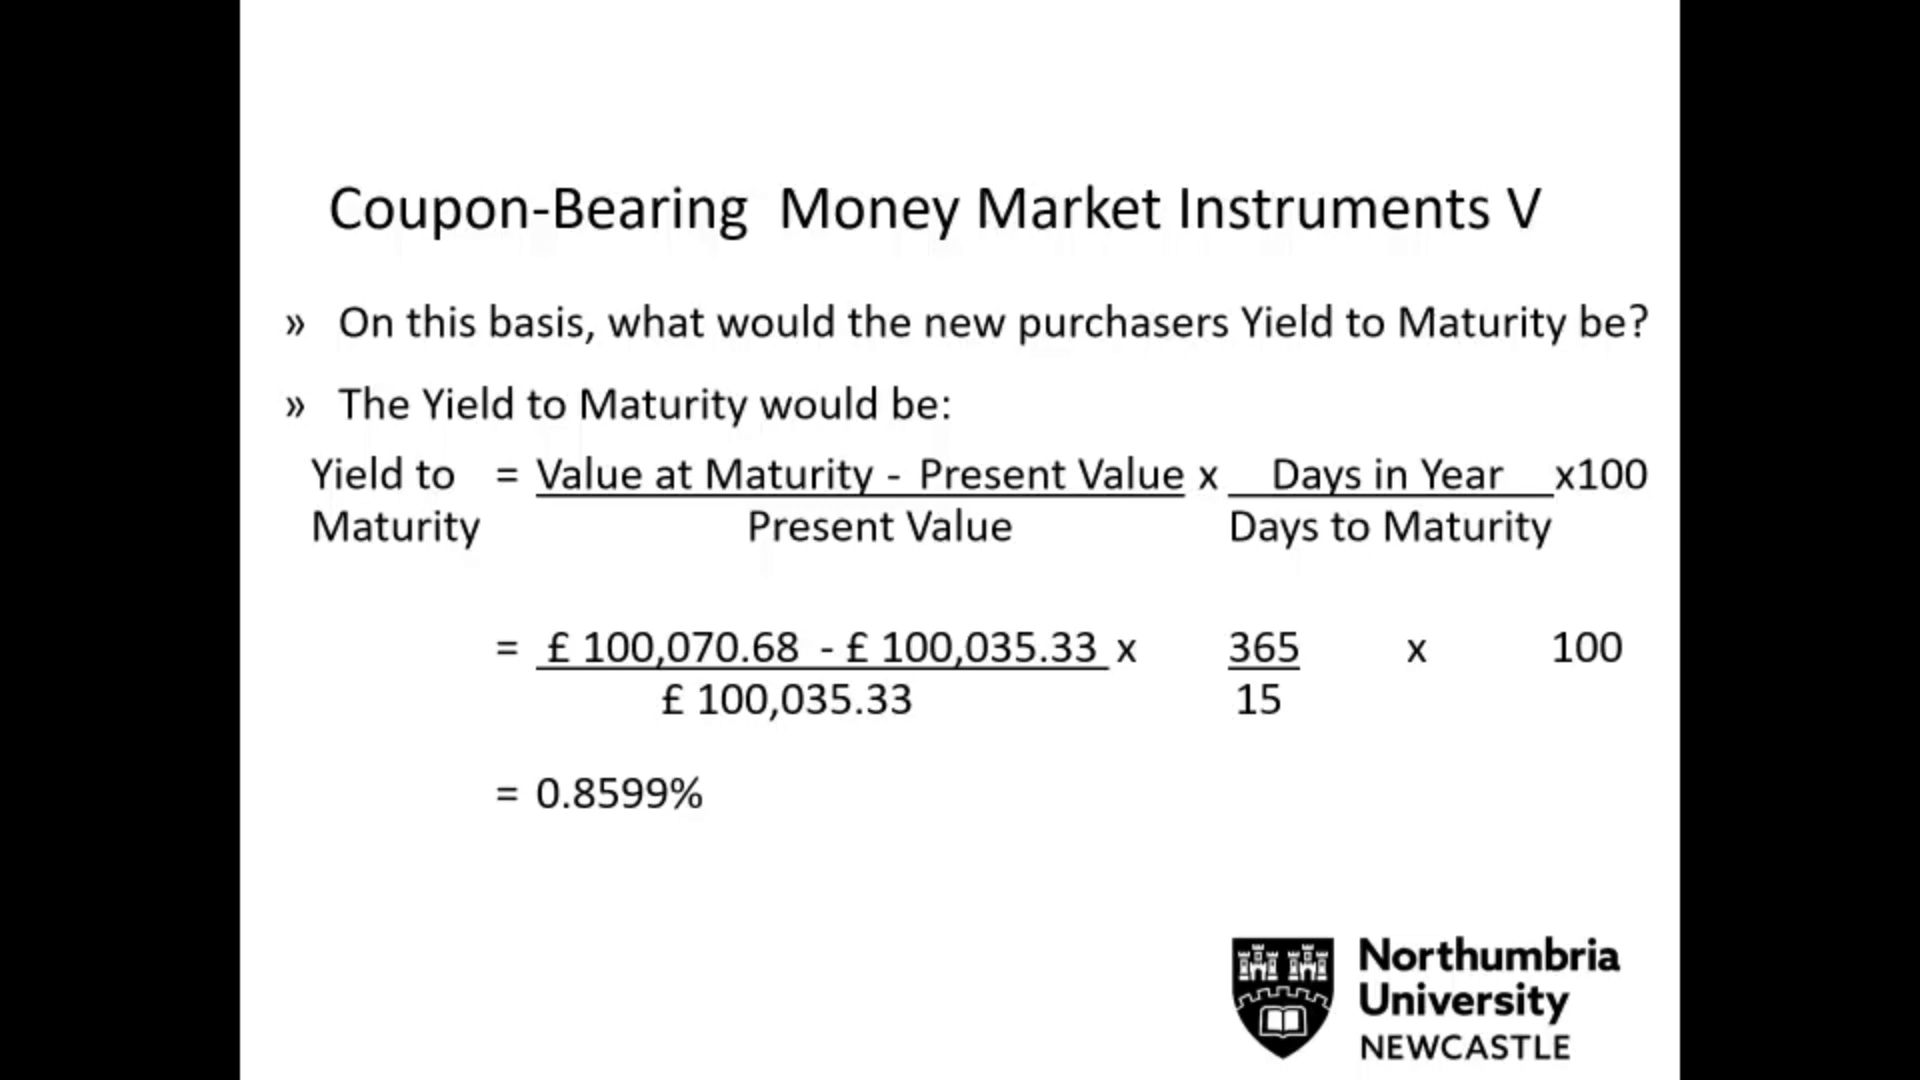 Coupon-Bearing Money Market Instruments V
» On this basis, what would the new purchasers Yield to Maturity be?
» The Yield to Maturity would be:
Yield to = Value at Maturity - Present Value x Days in Year x100
Maturity Present Value Days to Maturity
= £ 100,070.68 - £ 100,035.33 x 365 x 100
£ 100,035.33 15
= 0.8599%
Northumbria
University
NEWCASTLE